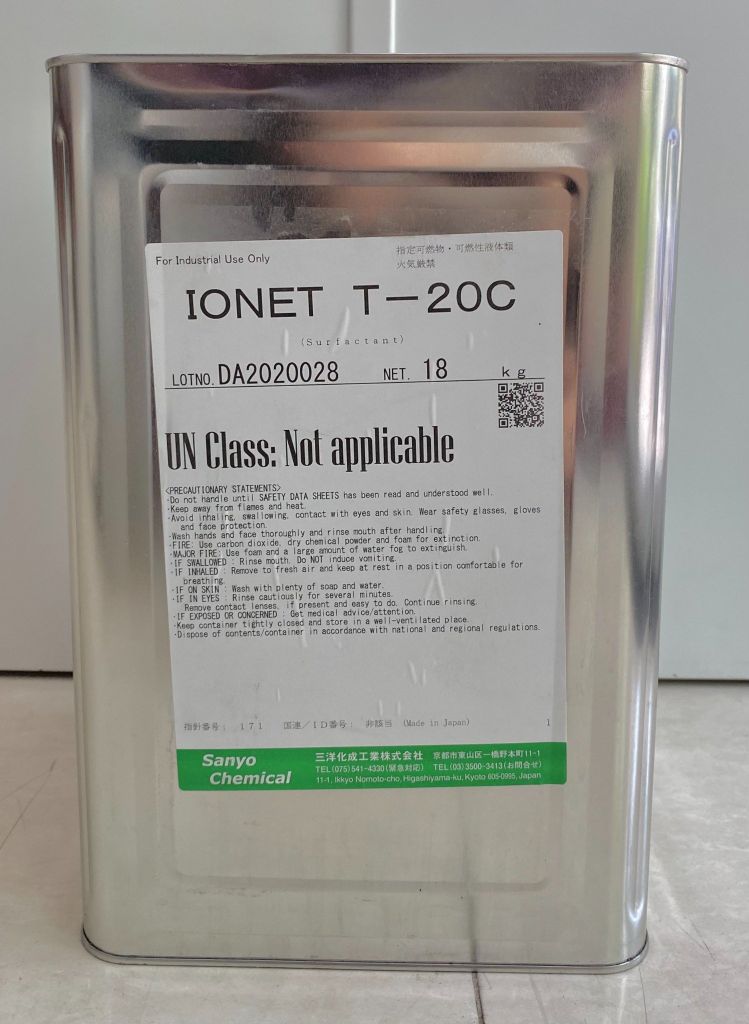 For Industrial Use Only
指定可燃物・可燃性液体類
火気厳禁
IONET T－20C
(Surfactant)
LOTNO. DA2020028 NET. 18 kg
UN Class: Not applicable
<PRECAUTIONARY STATEMENTS>
·Do not handle until SAFETY DATA SHEETS has been read and understood well.
·Keep away from flames and heat.
·Avoid inhaling, swallowing, contact with eyes and skin. Wear safety glasses, gloves
and face protection.
·Wash hands and face thoroughly and rinse mouth after handling.
·FIRE: Use carbon dioxide, dry chemical powder and foam for extinction.
·MAJOR FIRE: Use foam and a large amount of water fog to extinguish.
·IF SWALLOWED : Rinse mouth. Do NOT induce vomiting.
·IF INHALED : Remove to fresh air and keep at rest in a position comfortable for
breathing.
·IF ON SKIN : Wash with plenty of soap and water.
·IF IN EYES : Rinse cautiously for several minutes.
Remove contact lenses, if present and easy to do. Continue rinsing.
·IF EXPOSED OR CONCERNED : Get medical advice/attention.
·Keep container tightly closed and store in a well-ventilated place.
·Dispose of contents/container in accordance with national and regional regulations.
指針番号： 171 国連／ＩＤ番号： 非該当 (Made in Japan) 1
Sanyo
Chemical
三洋化成工業株式会社 京都市東山区一橋野本町11-1
TEL(075)541-4330(緊急対応) TEL(03)3500-3413(お問合せ)
11-1, Ikkyo Nomoto-cho, Higashiyama-ku, Kyoto 605-0995, Japan